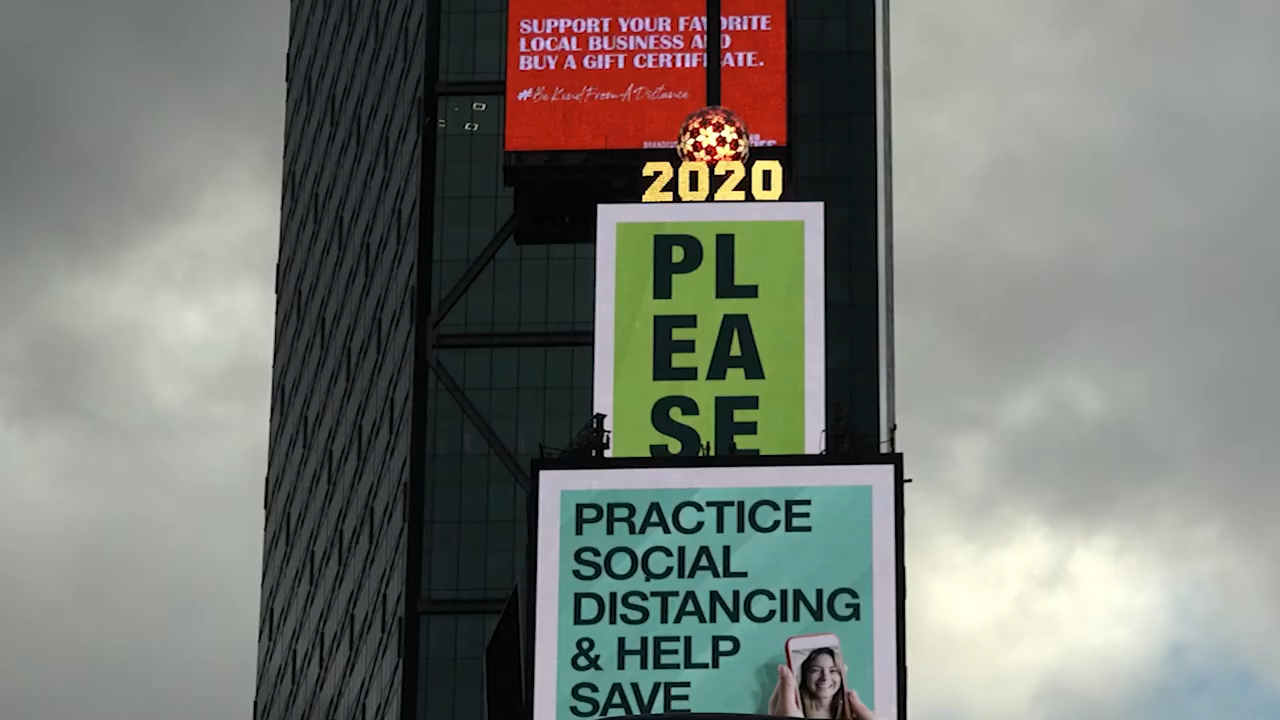 SUPPORT YOUR FAVORITE
LOCAL BUSINESS AND
BUY A GIFT CERTIFICATE.
#BeKindFromADistance
2020
PL
EA
SE
PRACTICE
SOCIAL
DISTANCING
& HELP
SAVE